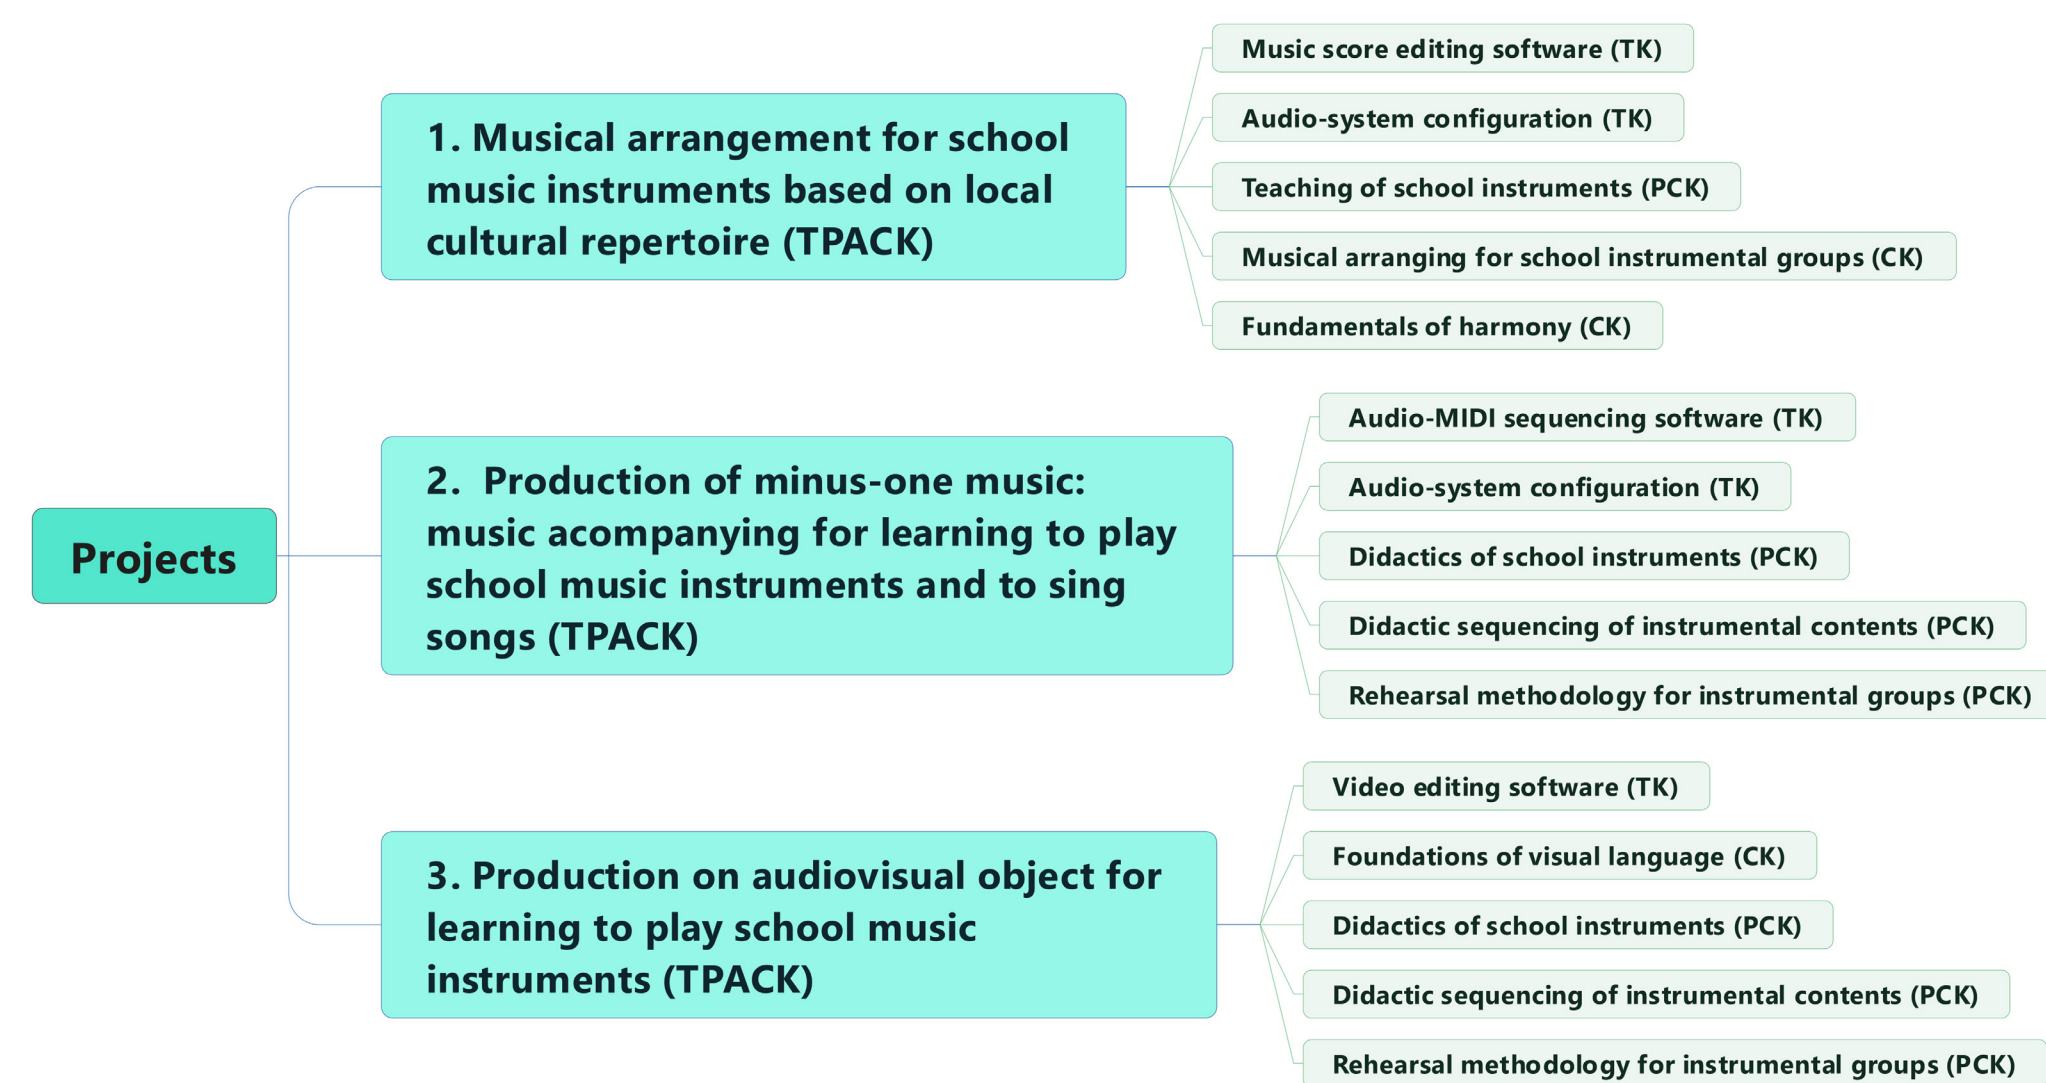 Projects
1. Musical arrangement for school
music instruments based on local
cultural repertoire (TPACK)
Music score editing software (TK)
Audio-system configuration (TK)
Teaching of school instruments (PCK)
Musical arranging for school instrumental groups (CK)
Fundamentals of harmony (CK)
2.  Production of minus-one music:
music acompanying for learning to play
school music instruments and to sing
songs (TPACK)
Audio-MIDI sequencing software (TK)
Audio-system configuration (TK)
Didactics of school instruments (PCK)
Didactic sequencing of instrumental contents (PCK)
Rehearsal methodology for instrumental groups (PCK)
3. Production on audiovisual object for
learning to play school music
instruments (TPACK)
Video editing software (TK)
Foundations of visual language (CK)
Didactics of school instruments (PCK)
Didactic sequencing of instrumental contents (PCK)
Rehearsal methodology for instrumental groups (PCK)